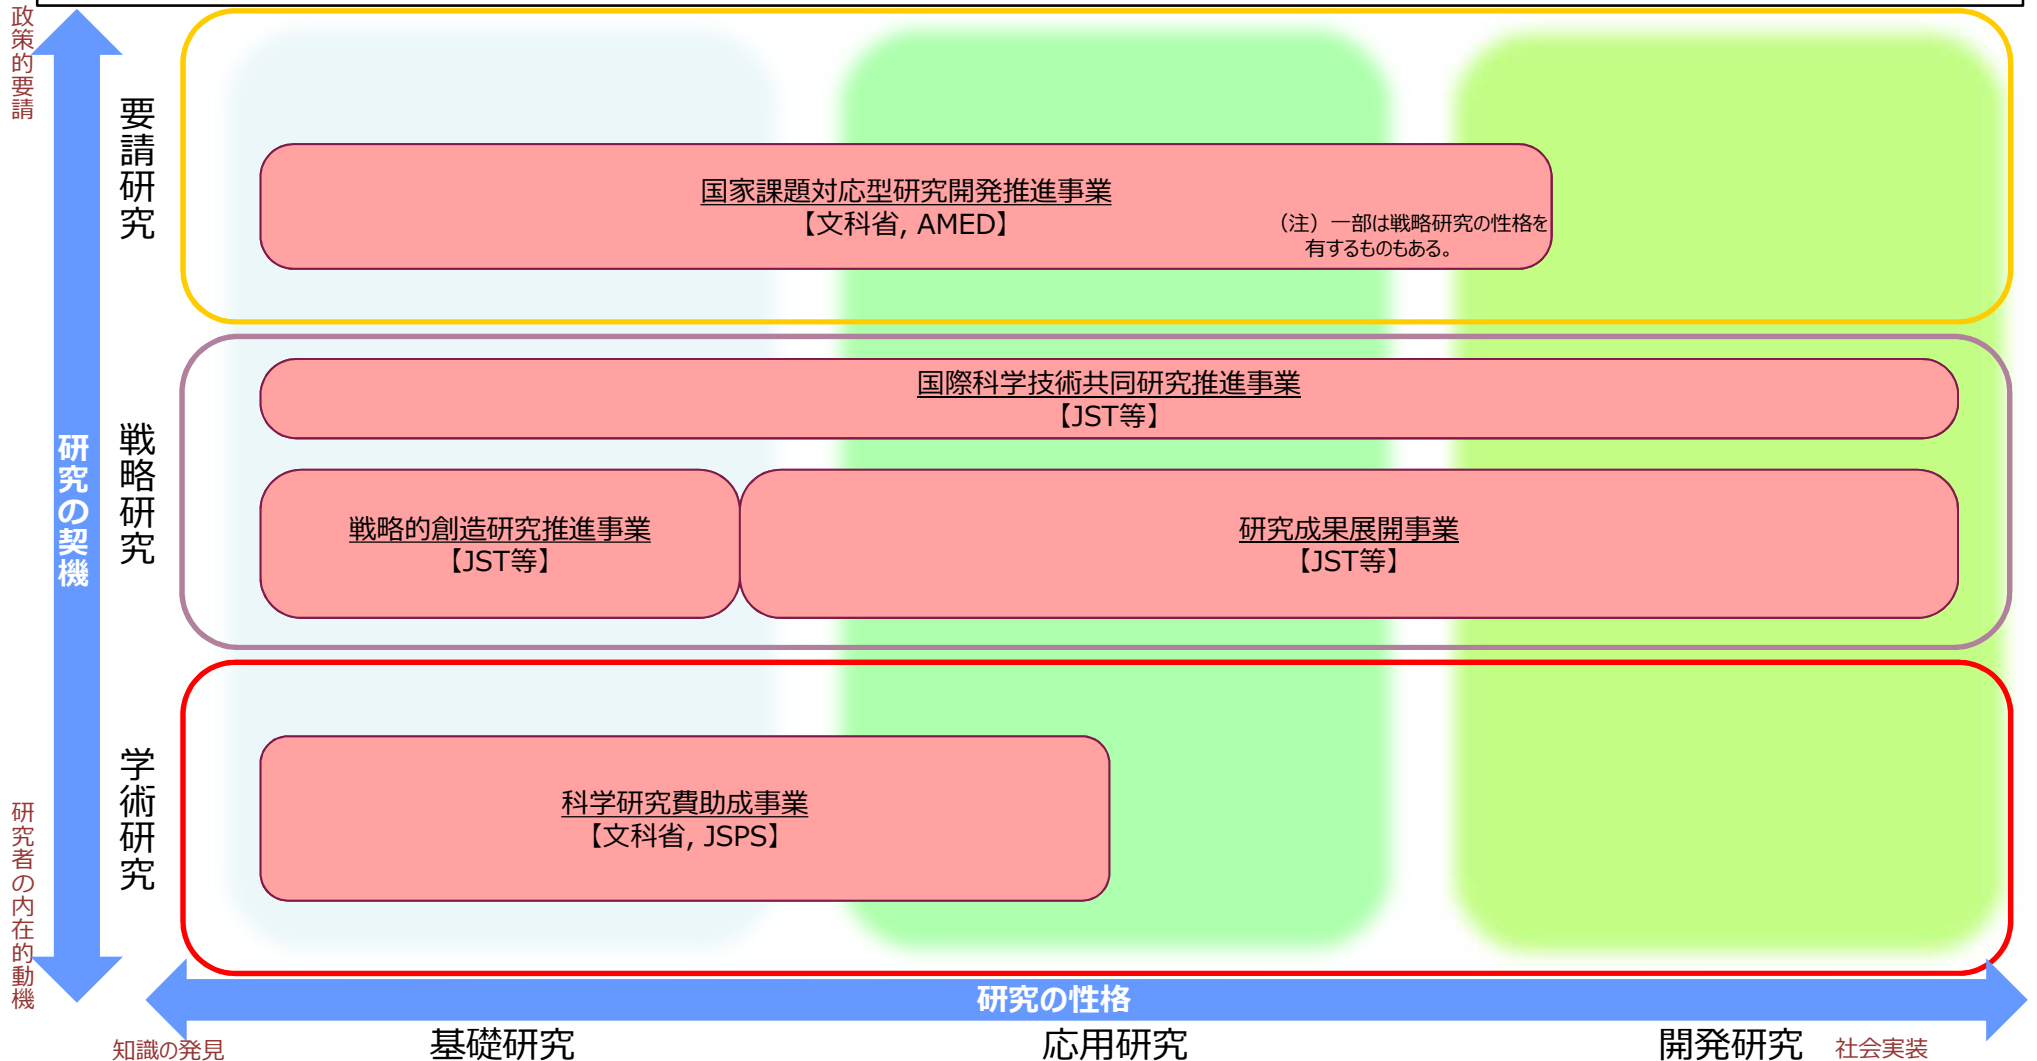 政策的要請
要請研究
国家課題対応型研究開発推進事業
【文科省, AMED】
（注）一部は戦略研究の性格を
有するものもある。
国際科学技術共同研究推進事業
【JST等】
研究の契機
戦略研究
戦略的創造研究推進事業
【JST等】
研究成果展開事業
【JST等】
学術研究
科学研究費助成事業
【文科省, JSPS】
研究者の内在的動機
研究の性格
知識の発見
基礎研究
応用研究
開発研究
社会実装